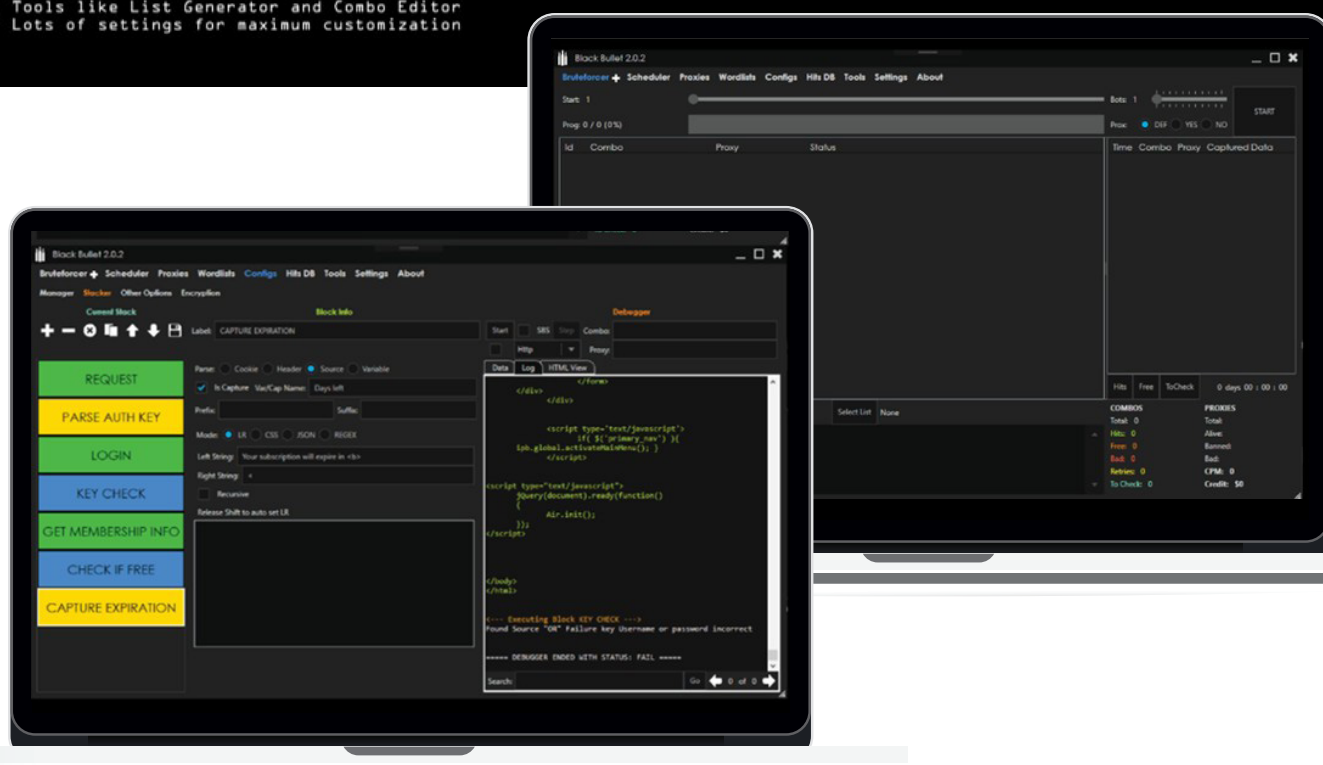 Tools like List Generator and Combo Editor
Lots of settings for maximum customization
Black Bullet 2.0.2
Bruteforcer Scheduler Proxies Wordlists Configs Hits DB Tools Settings About
Start: 1
Bots: 1
START
Prog: 0 / 0 (0%)
Prox: DEF YES NO
Id Combo Proxy Status
Time Combo Proxy Captured Data
Select List None
Hits Free ToCheck 0 days 00 : 00 : 00
COMBOS PROXIES
Total: 0 Total:
Hits: 0 Alive:
Free: 0 Banned:
Bad: 0 Bad:
Retries: 0 CPM: 0
To Check: 0 Credit: $0
Black Bullet 2.0.2
Bruteforcer Scheduler Proxies Wordlists Configs Hits DB Tools Settings About
Manager Stacker Other Options Encryption
Current Stack Block Info Debugger
Label: CAPTURE EXPIRATION
Start SBS Step Combo:
Http Proxy:
REQUEST
PARSE AUTH KEY
LOGIN
KEY CHECK
GET MEMBERSHIP INFO
CHECK IF FREE
CAPTURE EXPIRATION
Parse: Cookie Header Source Variable
Is Capture Var/Cap Name: Days left
Prefix: Suffix:
Mode: LR CSS JSON REGEX
Left String: Your subscription will expire in <b>
Right String: <
Recursive
Release Shift to auto set LR
Data Log HTML View
</form>
</div>
</div>
<script type="text/javascript">
if( $('primary_nav') ){
ipb.global.activateMainMenu(); }
</script>
<script type="text/javascript">
jQuery(document).ready(function()
{
Air.init();
});
</script>
</body>
</html>
<--- Executing Block KEY CHECK --->
Found Source "OR" Failure key Username or password incorrect
===== DEBUGGER ENDED WITH STATUS: FAIL =====
Search: Go 0 of 0